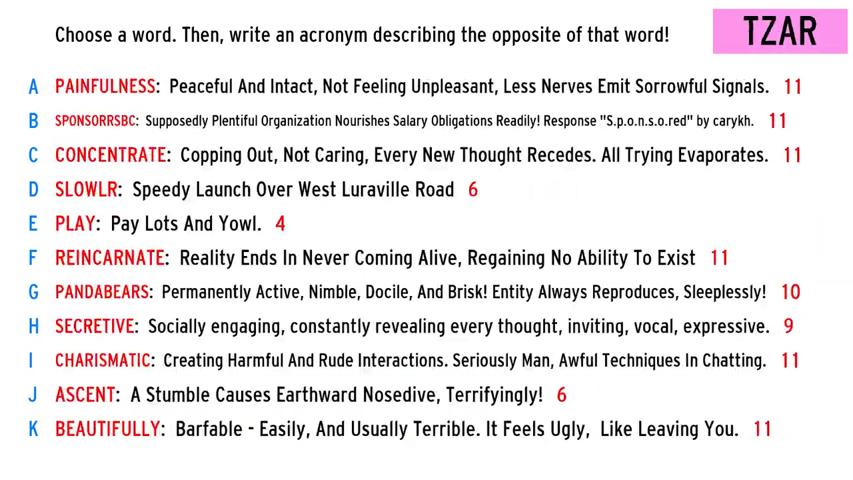 Choose a word. Then, write an acronym describing the opposite of that word!
TZAR
A PAINFULNESS: Peaceful And Intact, Not Feeling Unpleasant, Less Nerves Emit Sorrowful Signals. 11
B SPONSORRSBC: Supposedly Plentiful Organization Nourishes Salary Obligations Readily! Response "S.p.o.n.s.o.red" by carykh. 11
C CONCENTRATE: Copping Out, Not Caring, Every New Thought Recedes. All Trying Evaporates. 11
D SLOWLR: Speedy Launch Over West Luraville Road 6
E PLAY: Pay Lots And Yowl. 4
F REINCARNATE: Reality Ends In Never Coming Alive, Regaining No Ability To Exist 11
G PANDABEARS: Permanently Active, Nimble, Docile, And Brisk! Entity Always Reproduces, Sleeplessly! 10
H SECRETIVE: Socially engaging, constantly revealing every thought, inviting, vocal, expressive. 9
I CHARISMATIC: Creating Harmful And Rude Interactions. Seriously Man, Awful Techniques In Chatting. 11
J ASCENT: A Stumble Causes Earthward Nosedive, Terrifyingly! 6
K BEAUTIFULLY: Barfable - Easily, And Usually Terrible. It Feels Ugly, Like Leaving You. 11